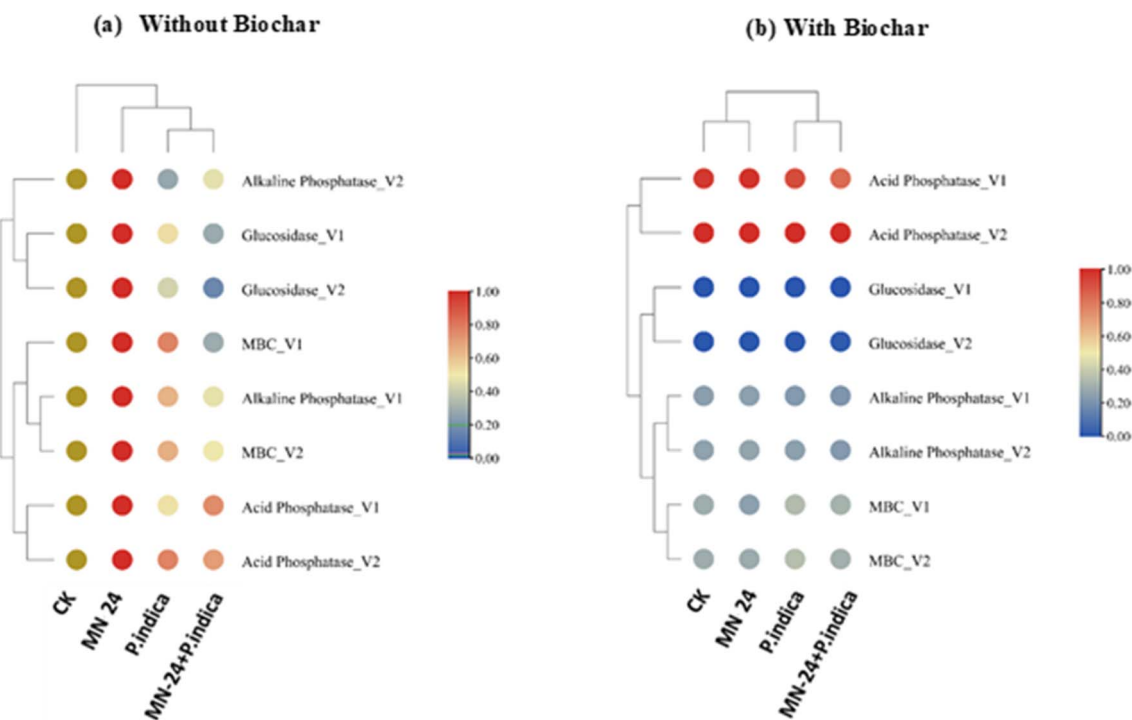 (a) Without Biochar
Alkaline Phosphatase_V2
Glucosidase_V1
Glucosidase_V2
MBC_V1
Alkaline Phosphatase_V1
MBC_V2
Acid Phosphatase_V1
Acid Phosphatase_V2
1.00
0.80
0.60
0.40
0.20
0.00
CK
MN 24
P.indica
MN-24+P.indica
(b) With Biochar
Acid Phosphatase_V1
Acid Phosphatase_V2
Glucosidase_V1
Glucosidase_V2
Alkaline Phosphatase_V1
Alkaline Phosphatase_V2
MBC_V1
MBC_V2
1.00
0.80
0.60
0.40
0.20
0.00
CK
MN 24
P.indica
MN-24+P.indica